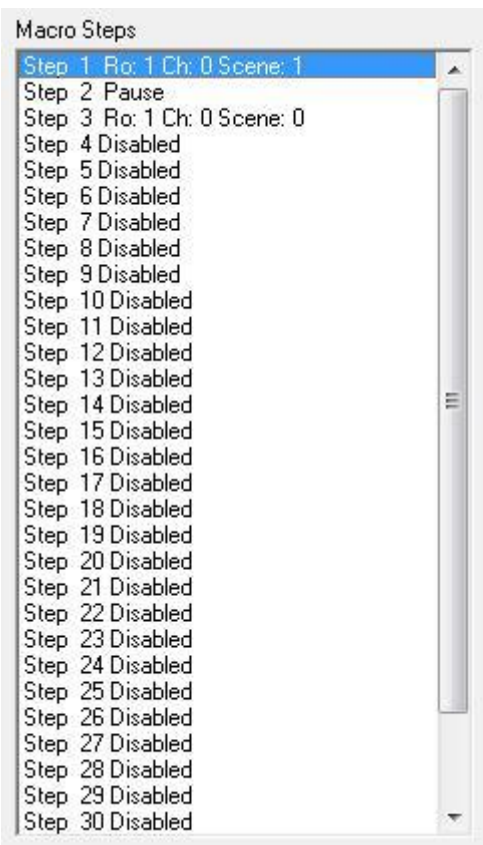 Macro Steps
Step 1 Ro: 1 Ch: 0 Scene: 1
Step 2 Pause
Step 3 Ro: 1 Ch: 0 Scene: 0
Step 4 Disabled
Step 5 Disabled
Step 6 Disabled
Step 7 Disabled
Step 8 Disabled
Step 9 Disabled
Step 10 Disabled
Step 11 Disabled
Step 12 Disabled
Step 13 Disabled
Step 14 Disabled
Step 15 Disabled
Step 16 Disabled
Step 17 Disabled
Step 18 Disabled
Step 19 Disabled
Step 20 Disabled
Step 21 Disabled
Step 22 Disabled
Step 23 Disabled
Step 24 Disabled
Step 25 Disabled
Step 26 Disabled
Step 27 Disabled
Step 28 Disabled
Step 29 Disabled
Step 30 Disabled